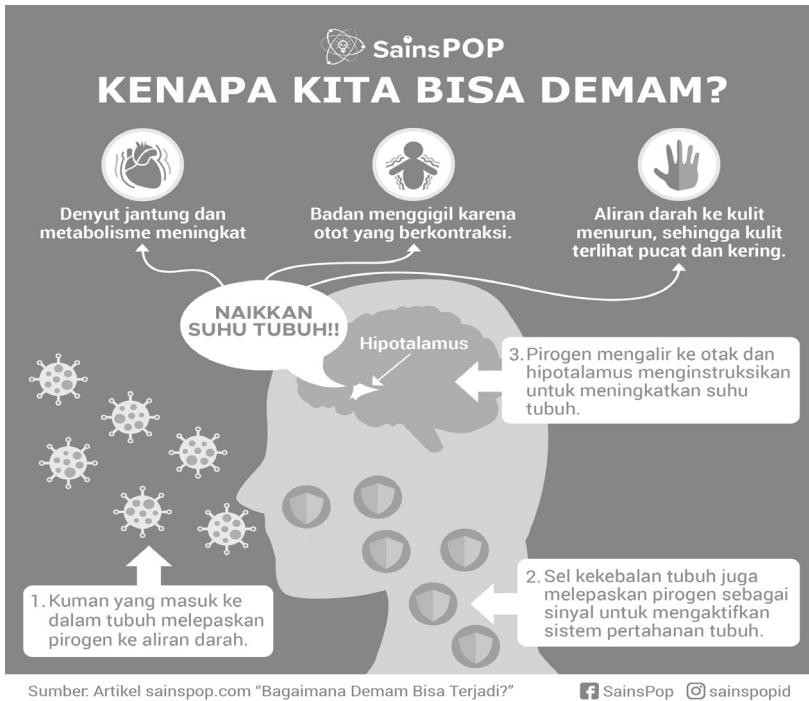 SainsPOP
KENAPA KITA BISA DEMAM?
Denyut jantung dan
metabolisme meningkat
Badan menggigil karena
otot yang berkontraksi.
Aliran darah ke kulit
menurun, sehingga kulit
terlihat pucat dan kering.
NAIKKAN
SUHU TUBUH!!
Hipotalamus
3. Pirogen mengalir ke otak dan
hipotalamus menginstruksikan
untuk meningkatkan suhu
tubuh.
1. Kuman yang masuk ke
dalam tubuh melepaskan
pirogen ke aliran darah.
2. Sel kekebalan tubuh juga
melepaskan pirogen sebagai
sinyal untuk mengaktifkan
sistem pertahanan tubuh.
Sumber: Artikel sainspop.com “Bagaimana Demam Bisa Terjadi?”
SainsPop
sainspopid